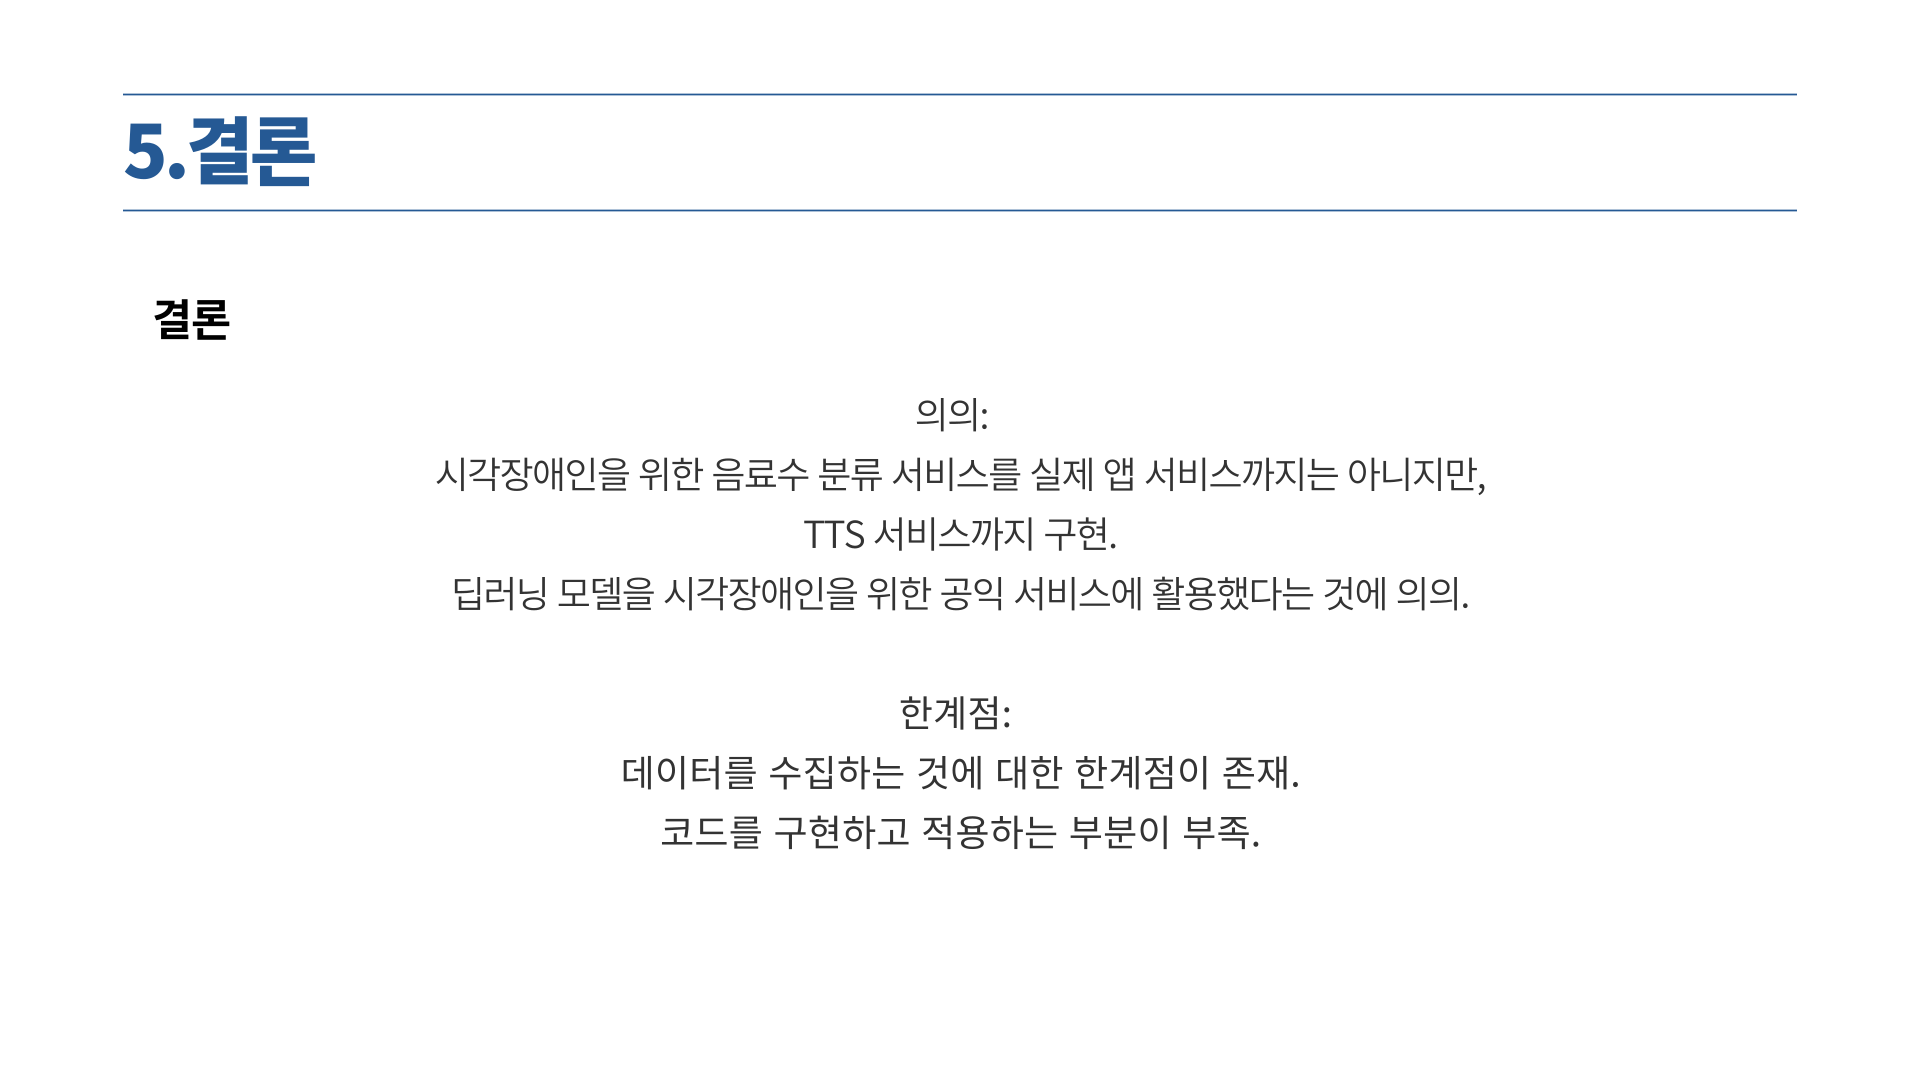 5.결론
결론
의의:
시각장애인을 위한 음료수 분류 서비스를 실제 앱 서비스까지는 아니지만,
TTS 서비스까지 구현.
딥러닝 모델을 시각장애인을 위한 공익 서비스에 활용했다는 것에 의의.
한계점:
데이터를 수집하는 것에 대한 한계점이 존재.
코드를 구현하고 적용하는 부분이 부족.